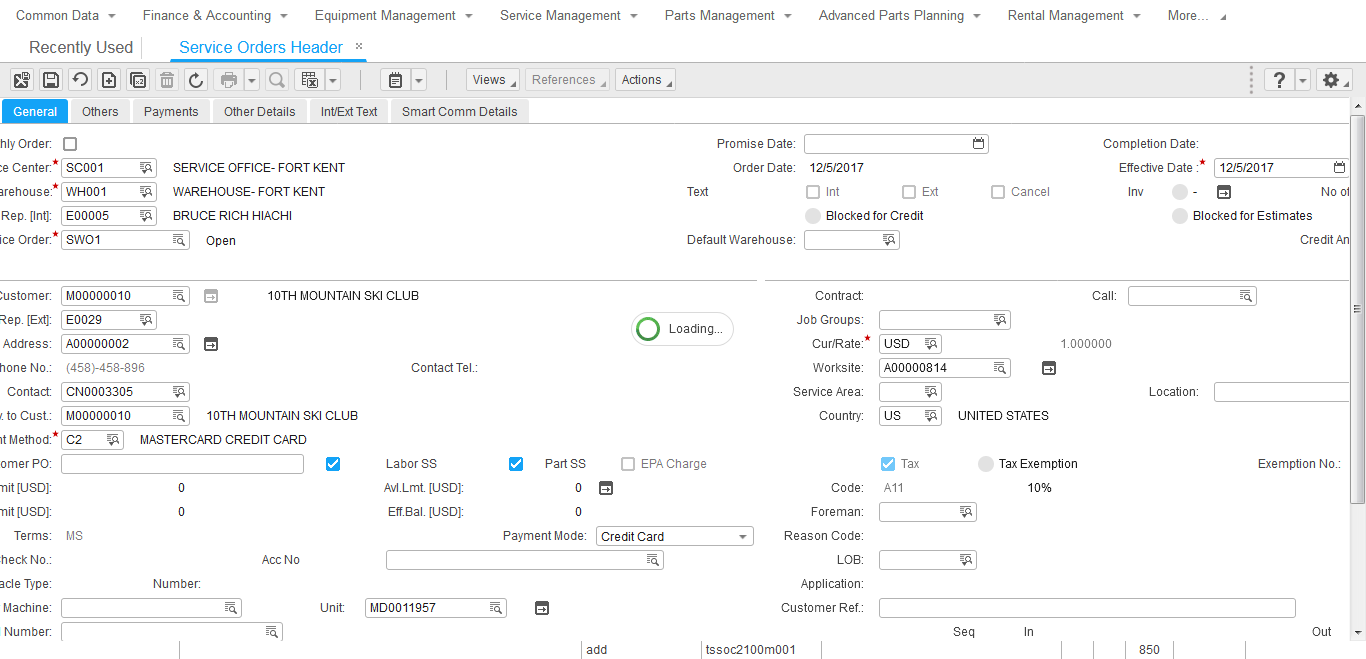 Common Data Finance & Accounting Equipment Management Service Management Parts Management Advanced Parts Planning Rental Management More...
Recently Used Service Orders Header ×
Views References Actions ?
General Others Payments Other Details Int/Ext Text Smart Comm Details
hly Order: Promise Date: Completion Date:
ce Center:* SC001 SERVICE OFFICE- FORT KENT Order Date: 12/5/2017 Effective Date :* 12/5/2017
arehouse:* WH001 WAREHOUSE- FORT KENT Text Int Ext Cancel Inv - No of
Rep. [Int]: E00005 BRUCE RICH HIACHI Blocked for Credit Blocked for Estimates
ice Order:* SWO1 Open Default Warehouse: Credit An
Customer: M00000010 10TH MOUNTAIN SKI CLUB Contract: Call:
Rep. [Ext]: E0029 Loading... Job Groups:
Address: A00000002 Cur/Rate:* USD 1.000000
hone No.: (458)-458-896 Contact Tel.: Worksite: A00000814
Contact: CN0003305 Service Area: Location:
. to Cust.: M00000010 10TH MOUNTAIN SKI CLUB Country: US UNITED STATES
nt Method:* C2 MASTERCARD CREDIT CARD
omer PO: Labor SS Part SS EPA Charge Tax Tax Exemption Exemption No.:
mit [USD]: 0 Avl.Lmt. [USD]: 0 Code: A11 10%
mit [USD]: 0 Eff.Bal. [USD]: 0 Foreman:
Terms: MS Payment Mode: Credit Card Reason Code:
heck No.: Acc No LOB:
acle Type: Number: Application:
Machine: Unit: MD0011957 Customer Ref.:
l Number: Seq In Out
add tssoc2100m001 850